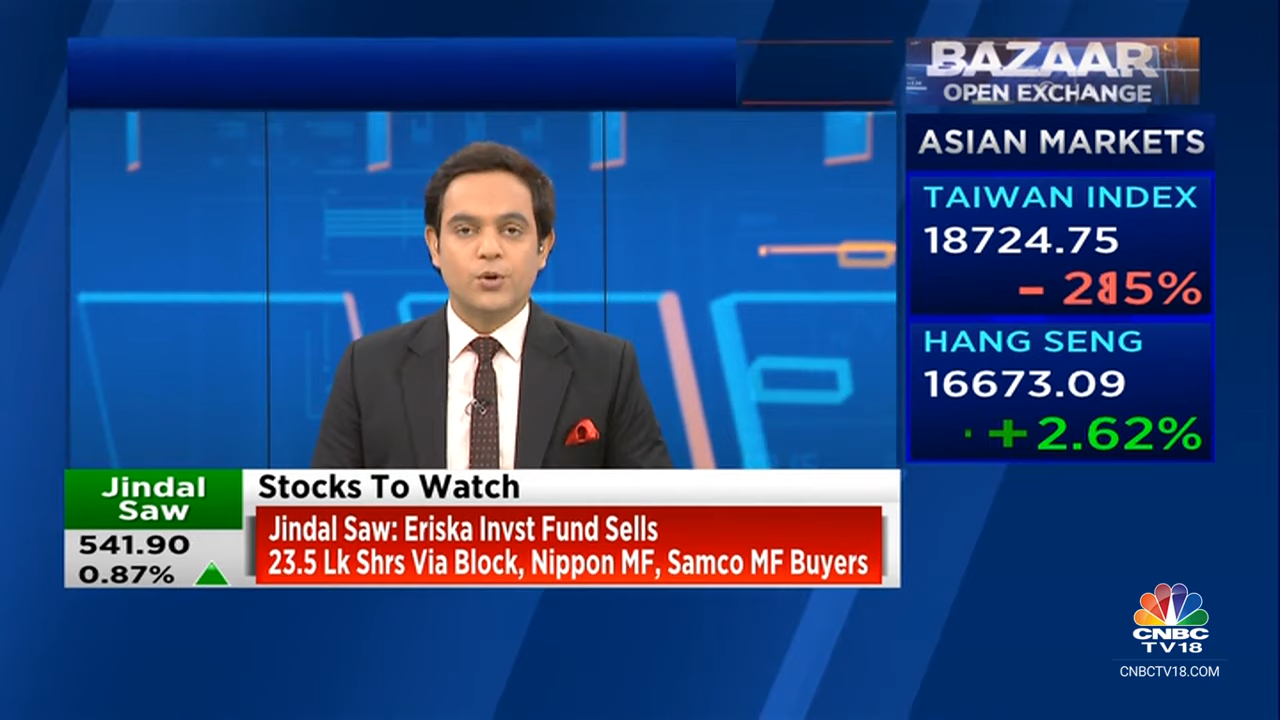 BAZAAR
OPEN EXCHANGE
ASIAN MARKETS
TAIWAN INDEX
18724.75
HANG SENG
16673.09
+2.62%
Jindal
Saw
541.90
0.87%
Stocks To Watch
Jindal Saw: Eriska Invst Fund Sells
23.5 Lk Shrs Via Block, Nippon MF, Samco MF Buyers
CNBC
TV18
CNBCTV18.COM